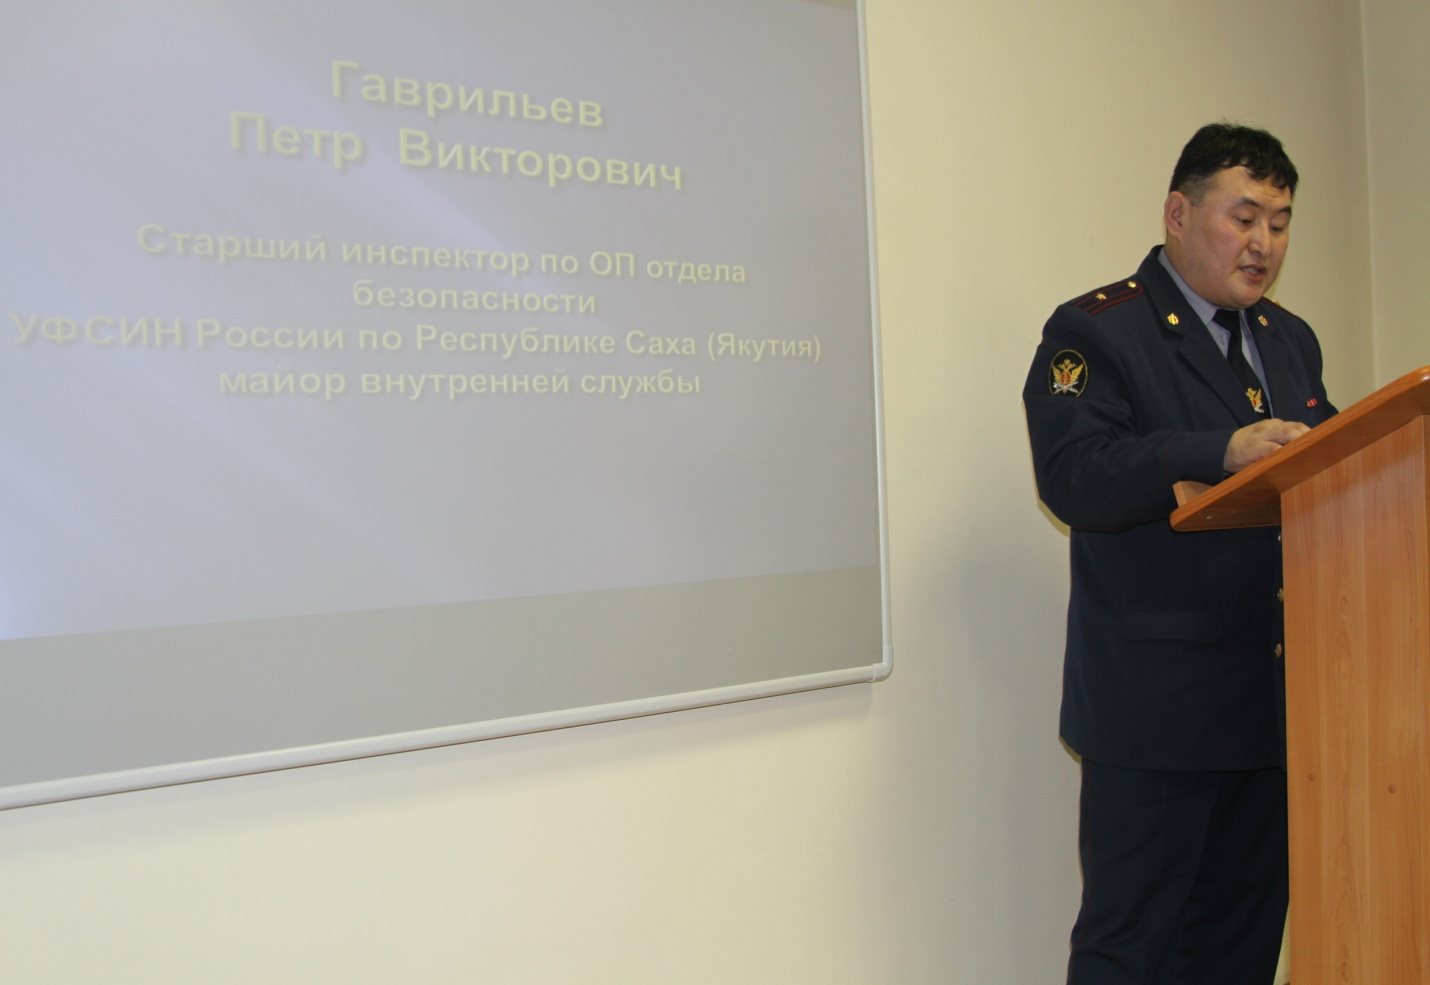 Гаврильев
Петр Викторович
Старший инспектор по ОП отдела
безопасности
УФСИН России по Республике Саха (Якутия)
майор внутренней службы